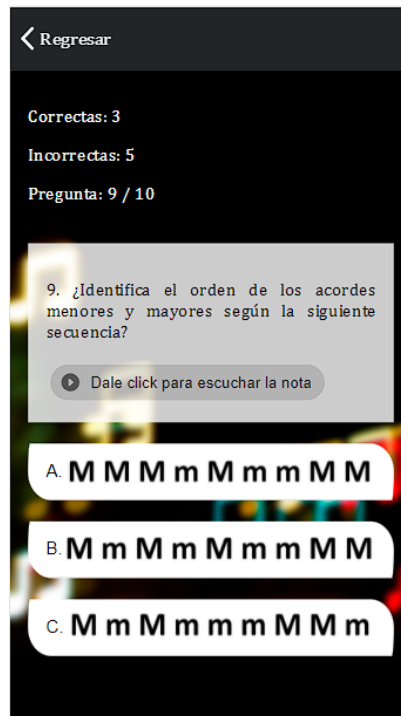 Regresar
Correctas: 3
Incorrectas: 5
Pregunta: 9 / 10
9. ¿Identifica el orden de los acordes
menores y mayores según la siguiente
secuencia?
Dale click para escuchar la nota
A. M M M m M m m M M
B. M m M m M m m M M
C. M m M m m m M M m